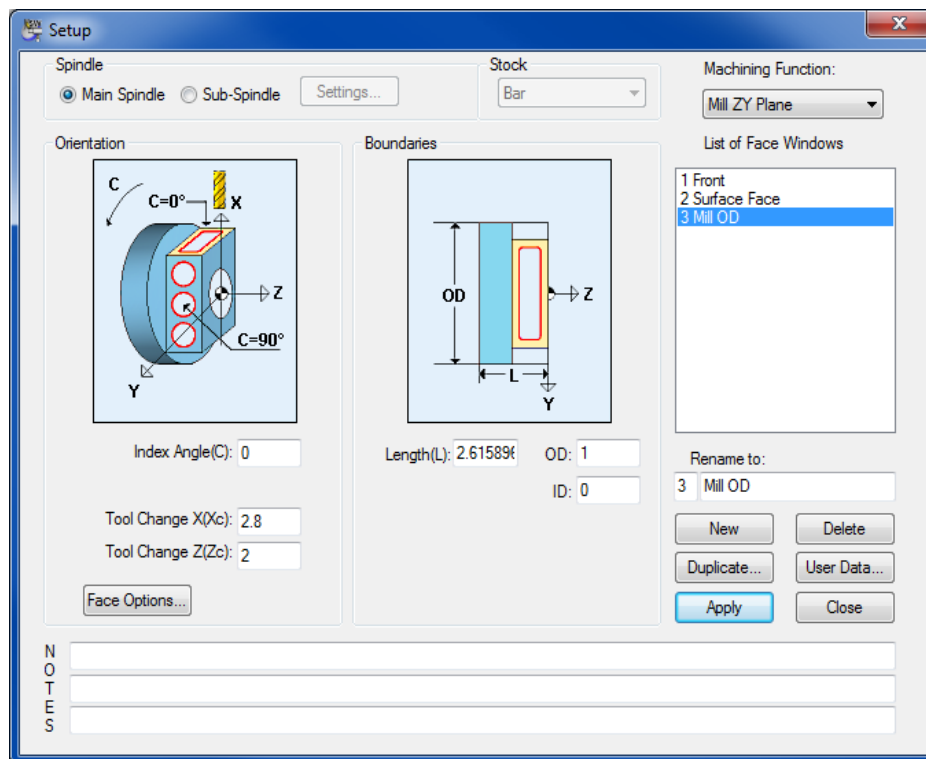 Setup
Spindle
Main Spindle
Sub-Spindle
Settings...
Stock
Bar
Machining Function:
Mill ZY Plane
Orientation
C
C=0°
X
Z
C=90°
Y
Index Angle(C): 0
Tool Change X(Xc): 2.8
Tool Change Z(Zc): 2
Face Options...
Boundaries
OD
Z
L
Y
Length(L): 2.615896
OD: 1
ID: 0
List of Face Windows
1 Front
2 Surface Face
3 Mill OD
Rename to:
3 Mill OD
New
Delete
Duplicate...
User Data...
Apply
Close
N
O
T
E
S